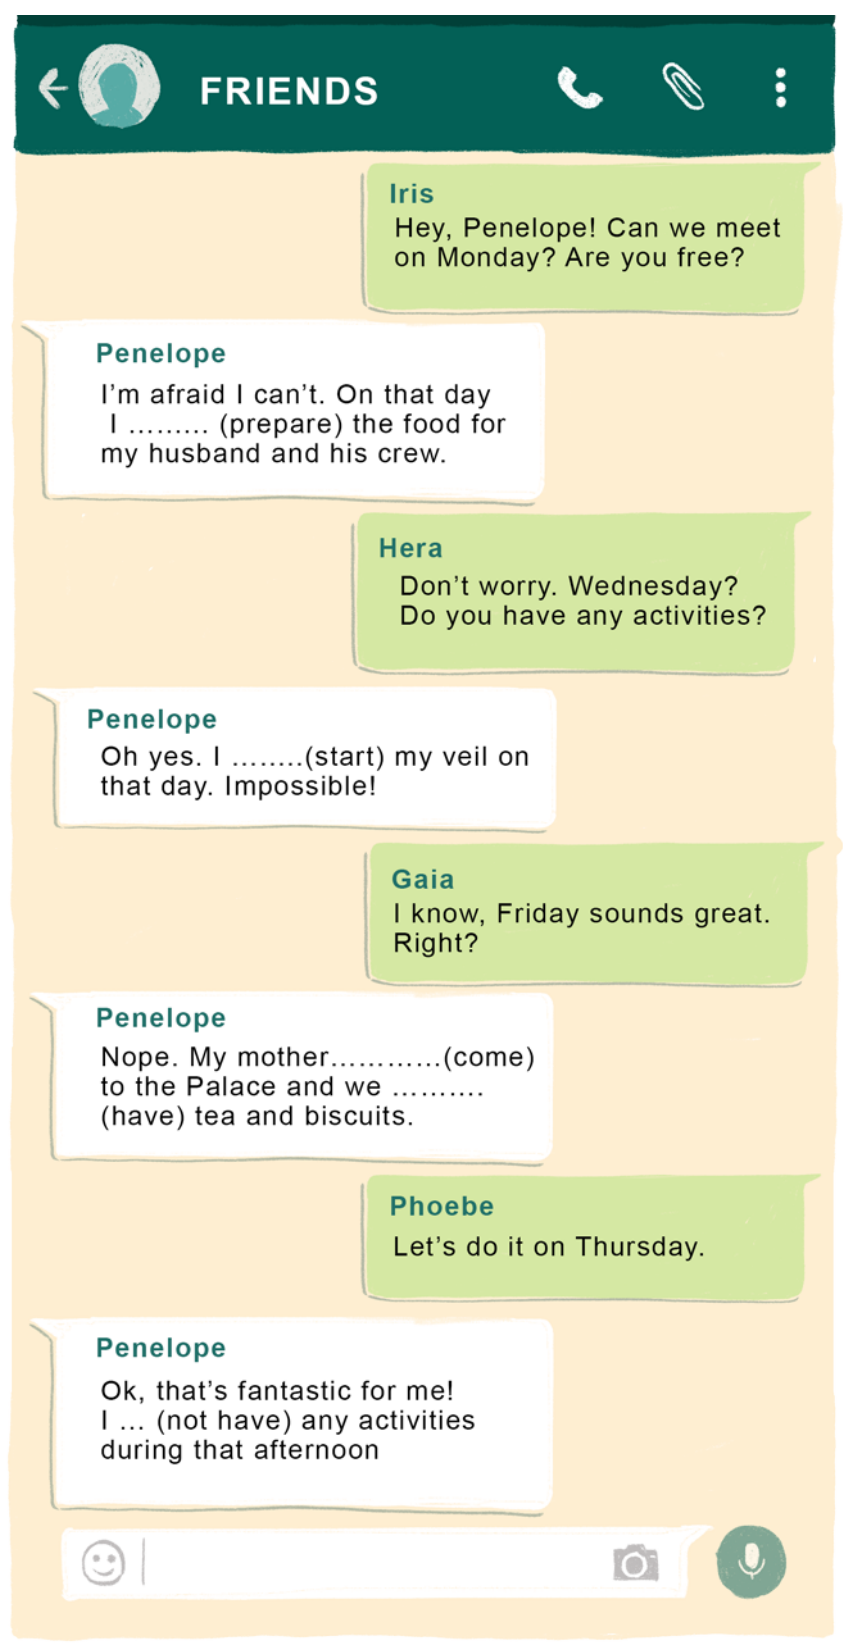 FRIENDS
Iris
Hey, Penelope! Can we meet
on Monday? Are you free?
Penelope
I'm afraid I can't. On that day
I ......... (prepare) the food for
my husband and his crew.
Hera
Don't worry. Wednesday?
Do you have any activities?
Penelope
Oh yes. I ........(start) my veil on
that day. Impossible!
Gaia
I know, Friday sounds great.
Right?
Penelope
Nope. My mother............(come)
to the Palace and we ..........
(have) tea and biscuits.
Phoebe
Let's do it on Thursday.
Penelope
Ok, that's fantastic for me!
I ... (not have) any activities
during that afternoon